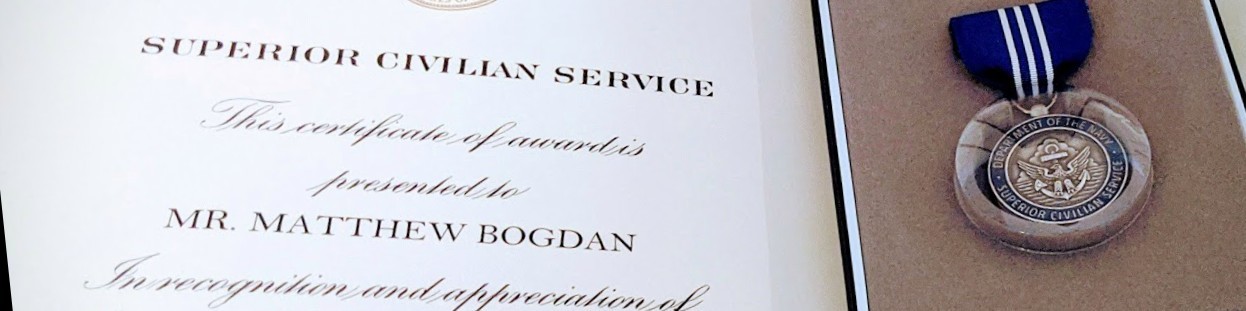 SUPERIOR CIVILIAN SERVICE
This certificate of award is
presented to
MR. MATTHEW BOGDAN
In recognition and appreciation of
DEPARTMENT OF THE NAVY
SUPERIOR CIVILIAN SERVICE